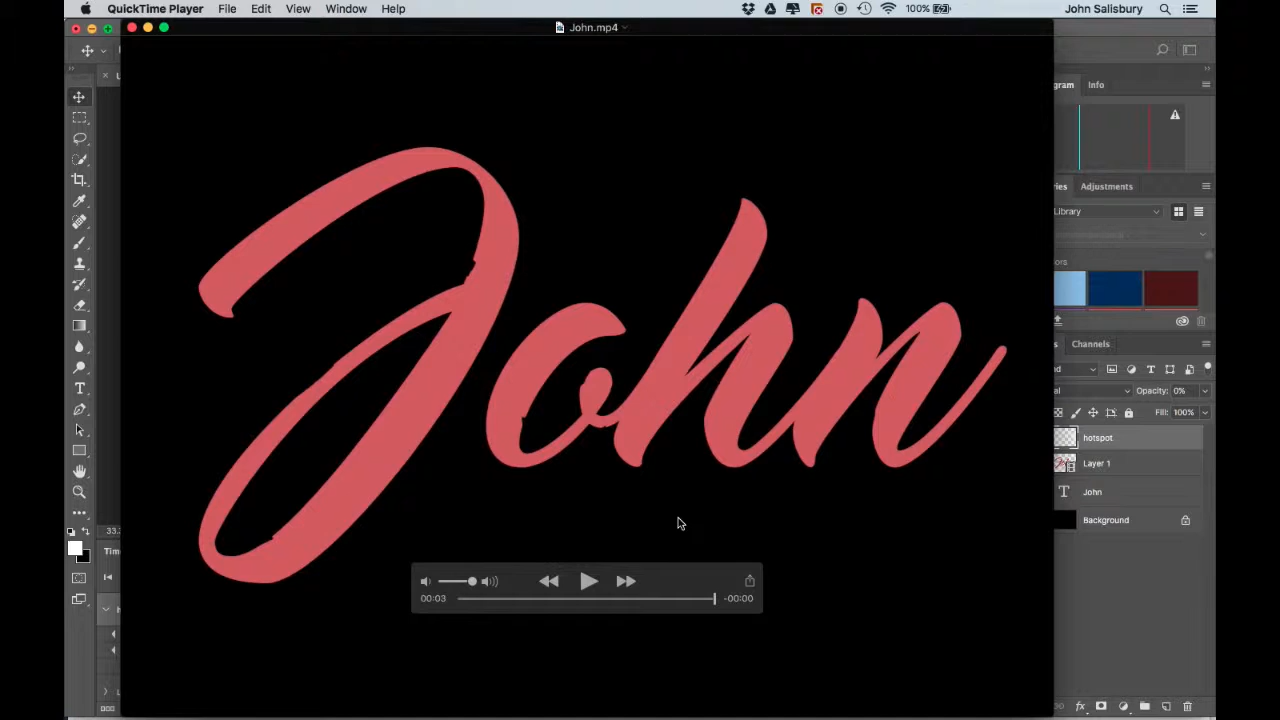 QuickTime Player File Edit View Window Help 100% John Salisbury
John.mp4
Info
Adjustments
Library
John
Channels
Opacity: 0%
Fill: 100%
hotspot
Layer 1
T John
Background
33.
00:03 -00:00